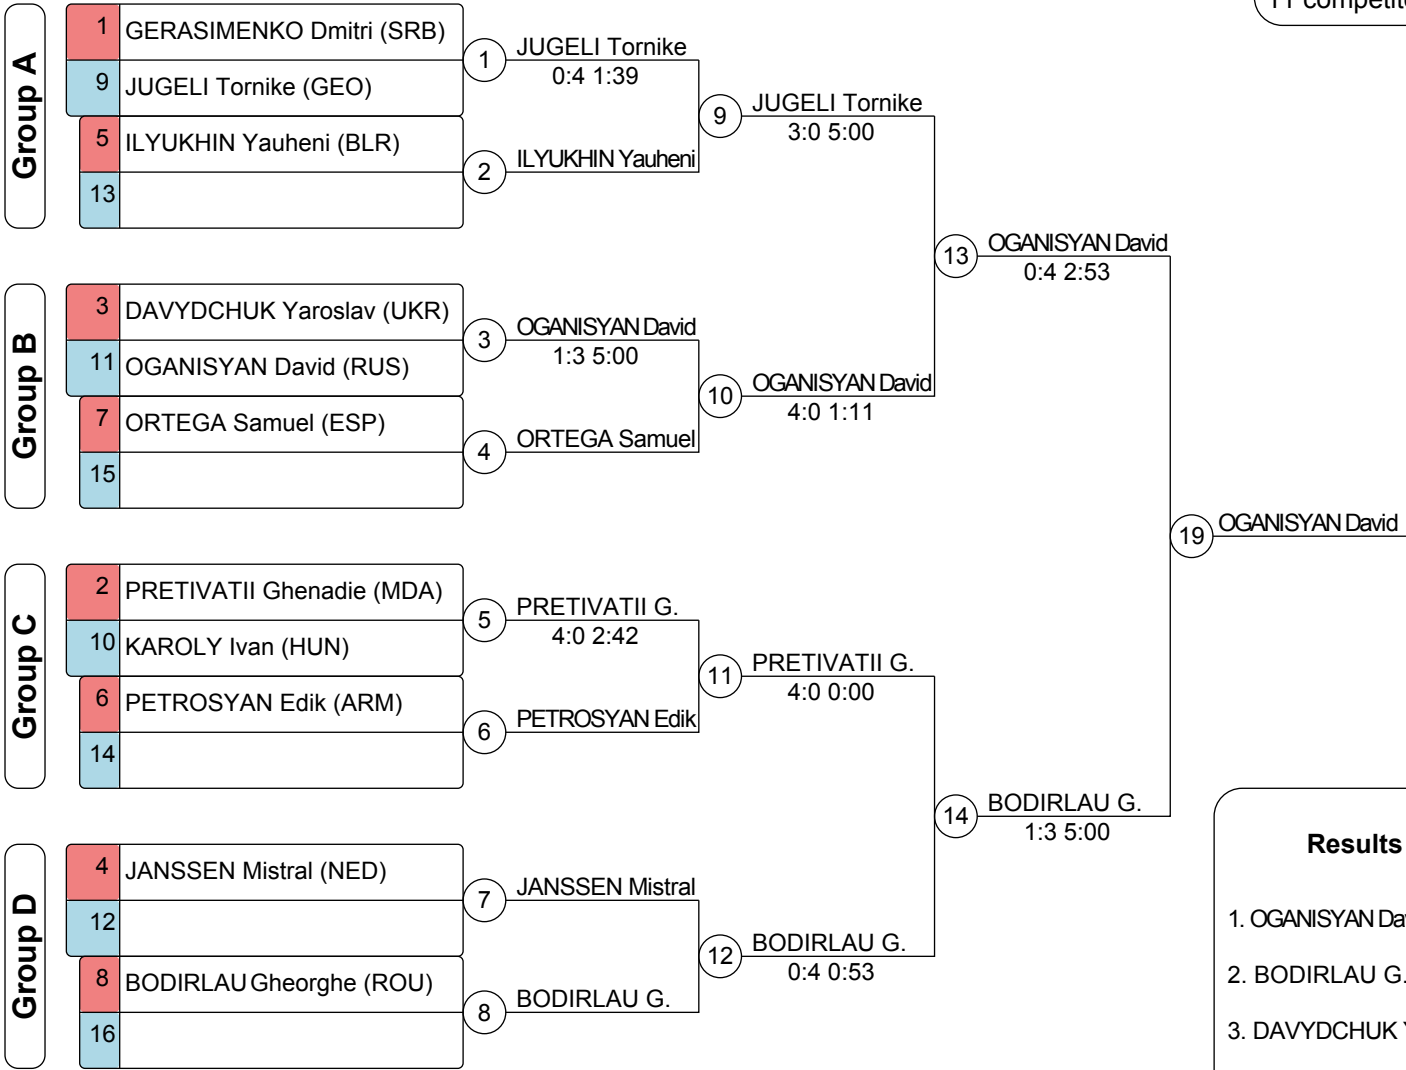 11
Group A
1 GERASIMENKO Dmitri (SRB)
9 JUGELI Tornike (GEO)
5 ILYUKHIN Yauheni (BLR)
13
1 JUGELI Tornike
0:4 1:39
2 ILYUKHIN Yauheni
9 JUGELI Tornike
3:0 5:00
Group B
3 DAVYDCHUK Yaroslav (UKR)
11 OGANISYAN David (RUS)
7 ORTEGA Samuel (ESP)
15
3 OGANISYAN David
1:3 5:00
4 ORTEGA Samuel
10 OGANISYAN David
4:0 1:11
13 OGANISYAN David
0:4 2:53
Group C
2 PRETIVATII Ghenadie (MDA)
10 KAROLY Ivan (HUN)
6 PETROSYAN Edik (ARM)
14
5 PRETIVATII G.
4:0 2:42
6 PETROSYAN Edik
11 PRETIVATII G.
4:0 0:00
Group D
4 JANSSEN Mistral (NED)
12
8 BODIRLAU Gheorghe (ROU)
16
7 JANSSEN Mistral
8 BODIRLAU G.
12 BODIRLAU G.
0:4 0:53
14 BODIRLAU G.
1:3 5:00
19 OGANISYAN David
Results
1. OGANISYAN
2. BODIRLAU G.
3. DAVYDCHUK